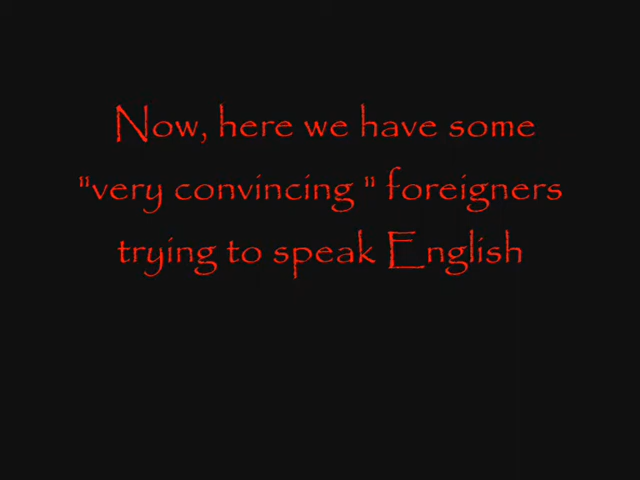 Now, here we have some
"very convincing " foreigners
trying to speak English